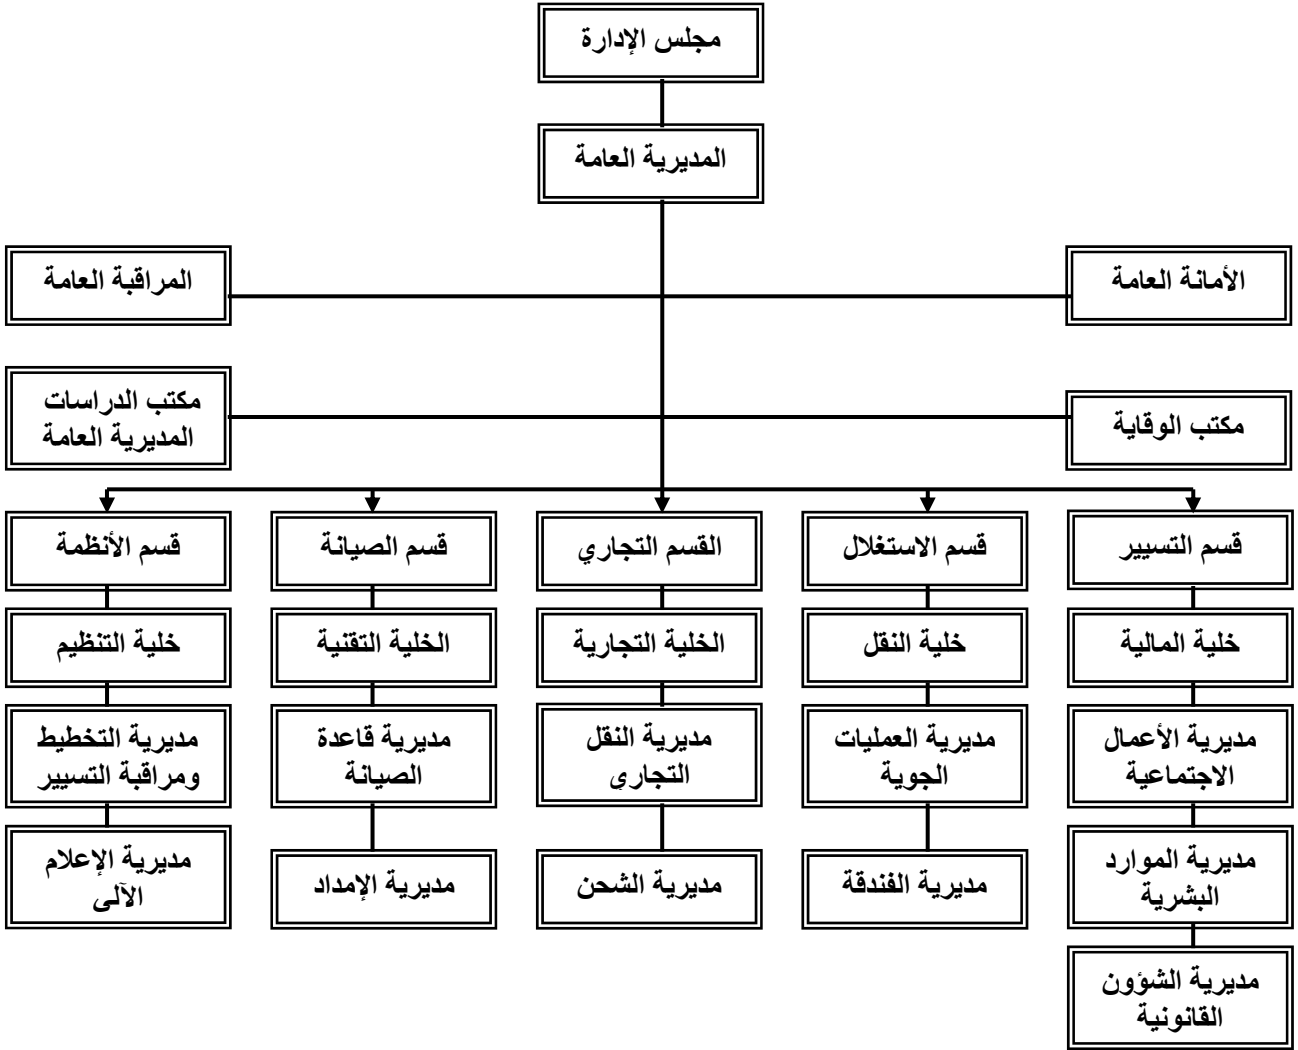 مجلس الإدارة
المديرية العامة
الأمانة العامة
المراقبة العامة
مكتب الوقاية
مكتب الدراسات
المديرية العامة
قسم التسيير
قسم الاستغلال
القسم التجاري
قسم الصيانة
قسم الأنظمة
خلية المالية
خلية النقل
الخلية التجارية
الخلية التقنية
خلية التنظيم
مديرية الأعمال
الاجتماعية
مديرية العمليات
الجوية
مديرية النقل
التجاري
مديرية قاعدة
الصيانة
مديرية التخطيط
ومراقبة التسيير
مديرية الموارد
البشرية
مديرية الفندقة
مديرية الشحن
مديرية الإمداد
مديرية الإعلام
الآلى
مديرية الشؤون
القانونية